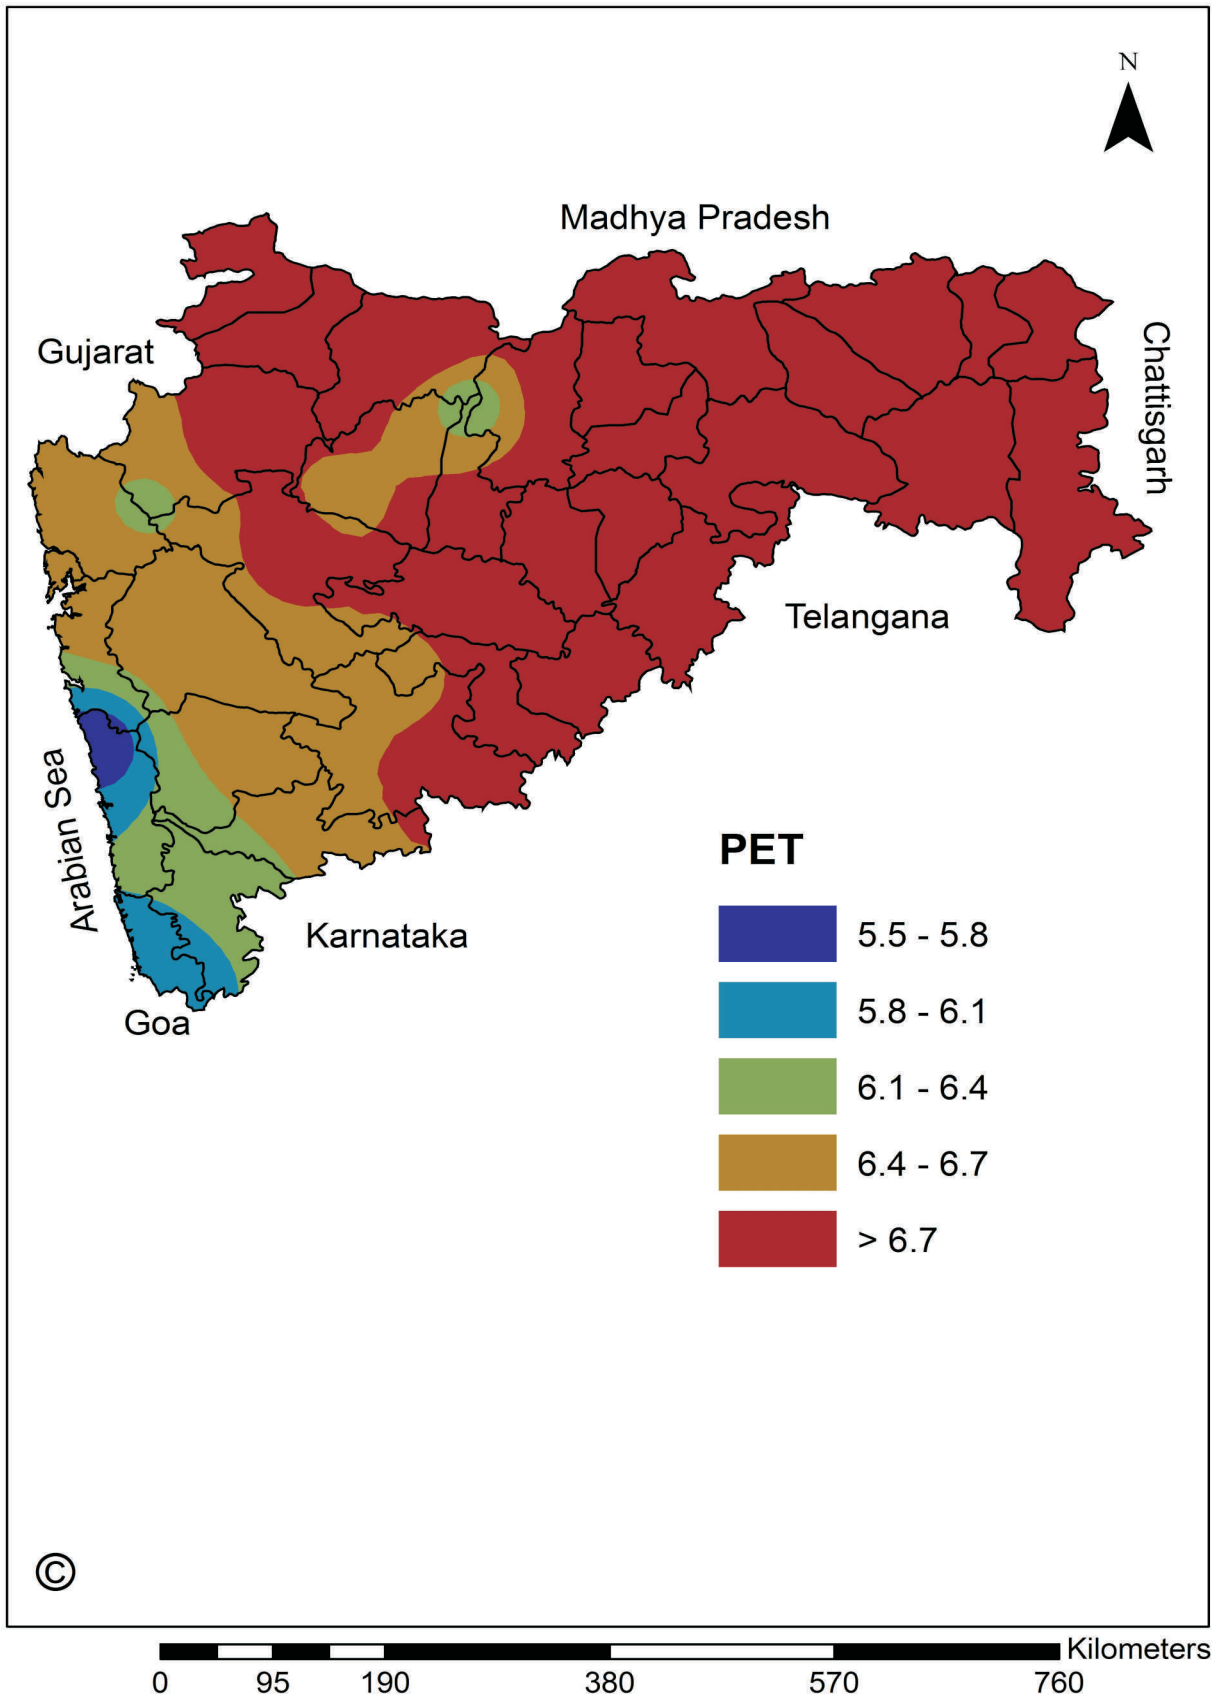 N
Madhya Pradesh
Gujarat
Chattisgarh
Telangana
Arabian Sea
Karnataka
Goa
PET
5.5 - 5.8
5.8 - 6.1
6.1 - 6.4
6.4 - 6.7
> 6.7
©
Kilometers
0 95 190 380 570 760